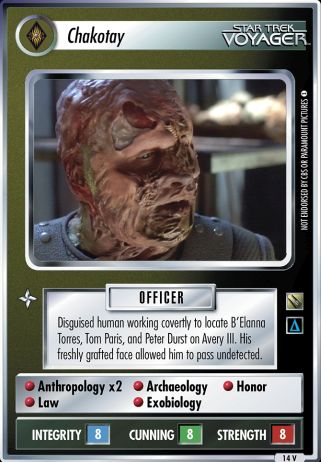 Chakotay
STAR TREK
VOYAGER
NOT ENDORSED BY CBS OR PARAMOUNT PICTURES
OFFICER
Disguised human working covertly to locate B'Elanna
Torres, Tom Paris, and Peter Durst on Avery III. His
freshly grafted face allowed him to pass undetected.
Anthropology x2 Archaeology Honor
Law Exobiology
INTEGRITY 8 CUNNING 8 STRENGTH 8
14 V